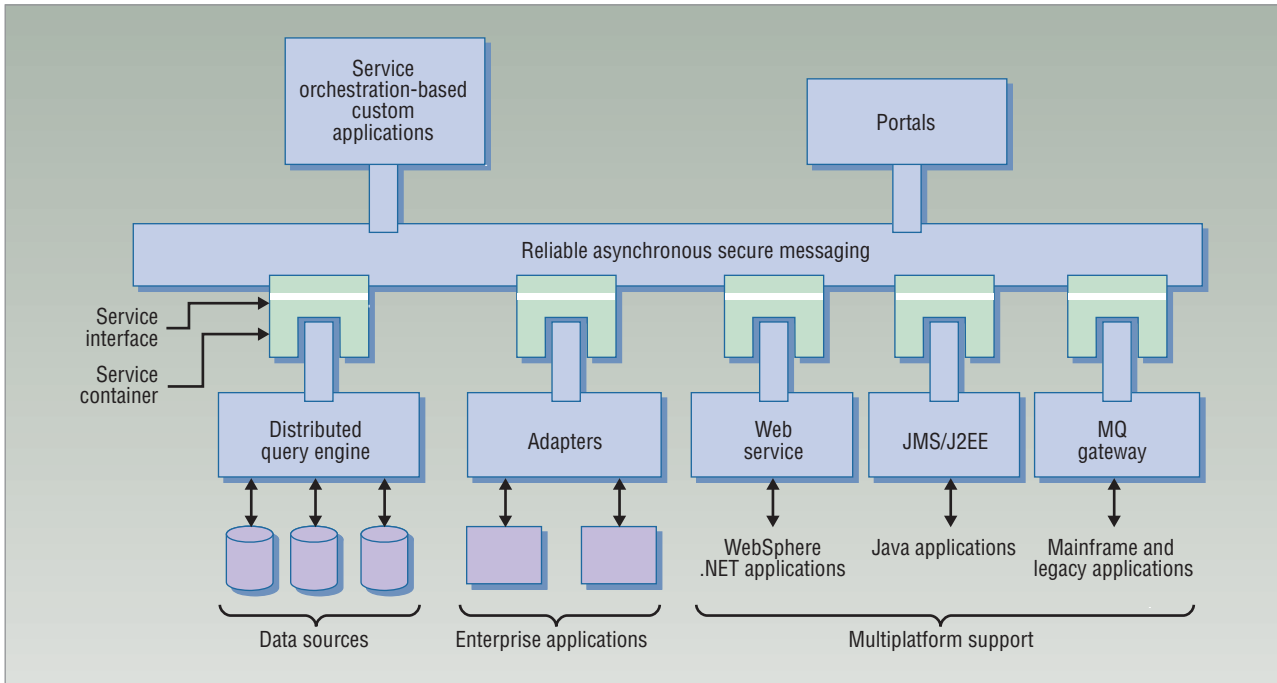 Service
orchestration-based
custom
applications
Portals
Reliable asynchronous secure messaging
Service
interface
Service
container
Distributed
query engine
Adapters
Web
service
JMS/J2EE
MQ
gateway
WebSphere
.NET applications
Java applications
Mainframe and
legacy applications
Data sources
Enterprise applications
Multiplatform support